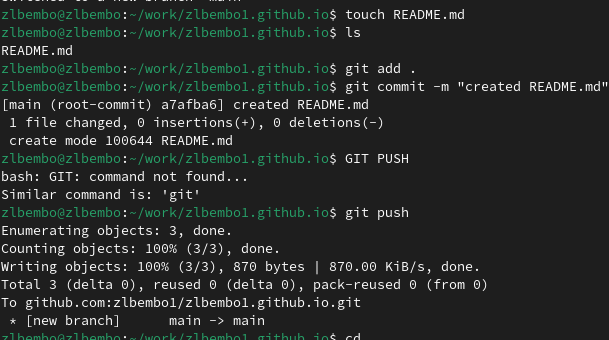 switched to a new branch 'main'
zlbembo@zlbembo:~/work/zlbembo1.github.io$ touch README.md
zlbembo@zlbembo:~/work/zlbembo1.github.io$ ls
README.md
zlbembo@zlbembo:~/work/zlbembo1.github.io$ git add .
zlbembo@zlbembo:~/work/zlbembo1.github.io$ git commit -m "created README.md"
[main (root-commit) a7afba6] created README.md
 1 file changed, 0 insertions(+), 0 deletions(-)
 create mode 100644 README.md
zlbembo@zlbembo:~/work/zlbembo1.github.io$ GIT PUSH
bash: GIT: command not found...
Similar command is: 'git'
zlbembo@zlbembo:~/work/zlbembo1.github.io$ git push
Enumerating objects: 3, done.
Counting objects: 100% (3/3), done.
Writing objects: 100% (3/3), 870 bytes | 870.00 KiB/s, done.
Total 3 (delta 0), reused 0 (delta 0), pack-reused 0 (from 0)
To github.com:zlbembo1/zlbembo1.github.io.git
 * [new branch]      main -> main
zlbembo@zlbembo:~/work/zlbembo1.github.io$ cd